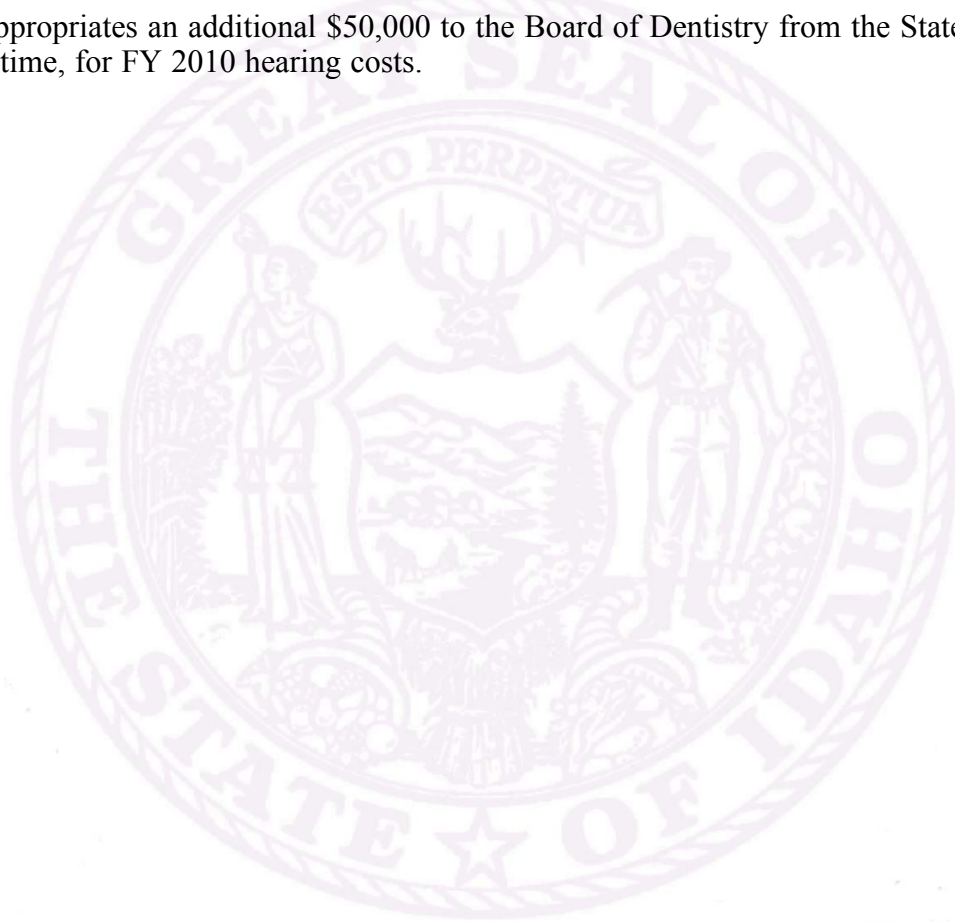 ppropriates an additional $50,000 to the Board of Dentistry from the State
time, for FY 2010 hearing costs.
THE GREAT SEAL OF
ESTO PERPETUA
THE STATE OF IDAHO